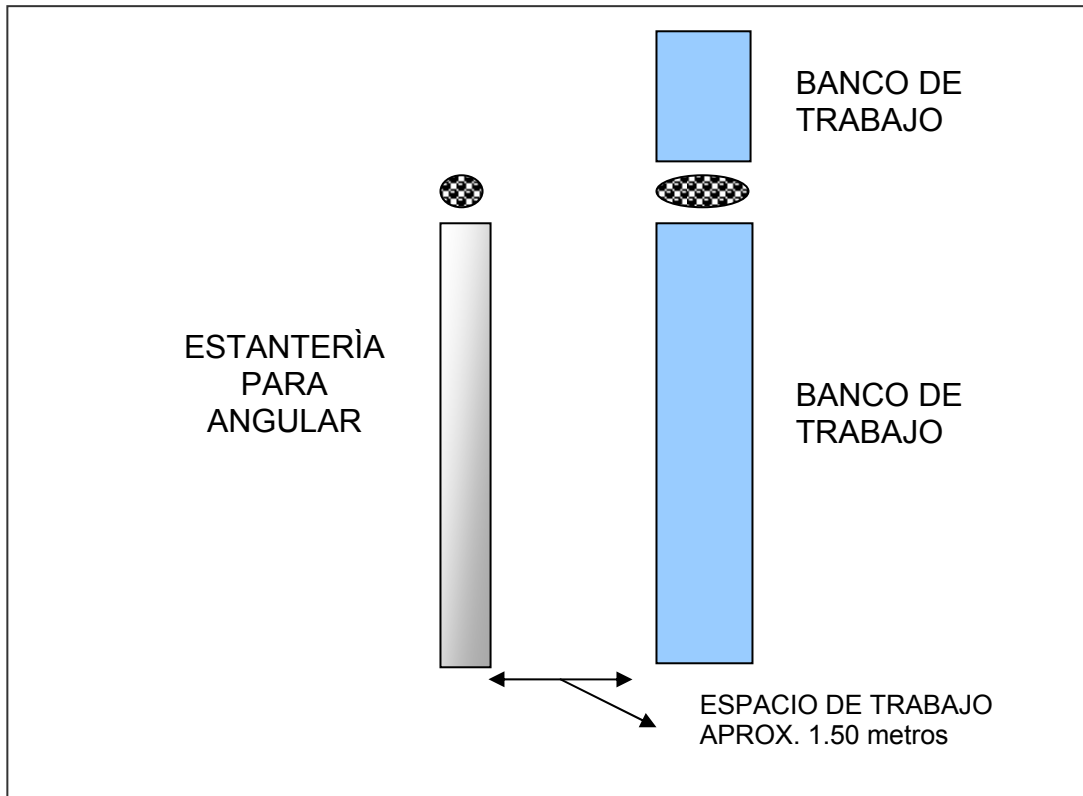 BANCO DE
TRABAJO
ESTANTERÌA
PARA
ANGULAR
BANCO DE
TRABAJO
ESPACIO DE TRABAJO
APROX. 1.50 metros